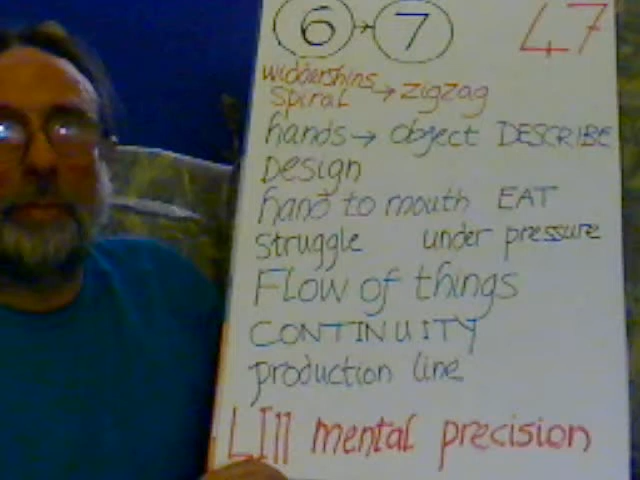 6 → 7 47
widdershins
spiral → zigzag
hands → object DESCRIBE
Design
hand to mouth EAT
struggle under pressure
Flow of things
CONTINUITY
production line
LIll mental precision